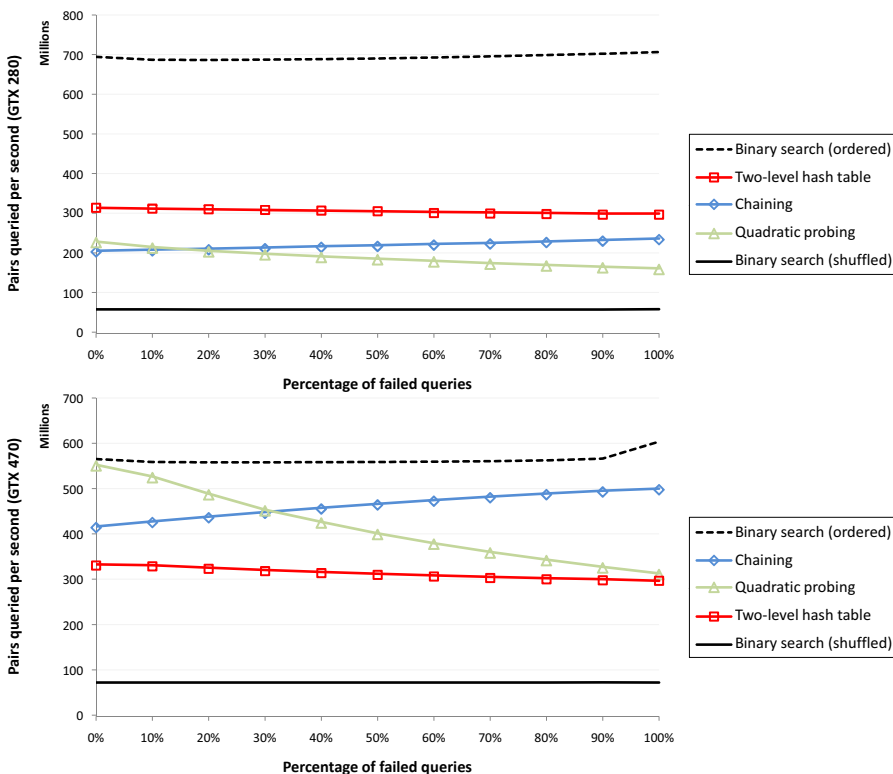 Pairs queried per second (GTX 280)
Millions
800
700
600
500
400
300
200
100
0
0% 10% 20% 30% 40% 50% 60% 70% 80% 90% 100%
Percentage of failed queries
Binary search (ordered)
Two-level hash table
Chaining
Quadratic probing
Binary search (shuffled)
Pairs queried per second (GTX 470)
Millions
700
600
500
400
300
200
100
0
0% 10% 20% 30% 40% 50% 60% 70% 80% 90% 100%
Percentage of failed queries
Binary search (ordered)
Chaining
Quadratic probing
Two-level hash table
Binary search (shuffled)